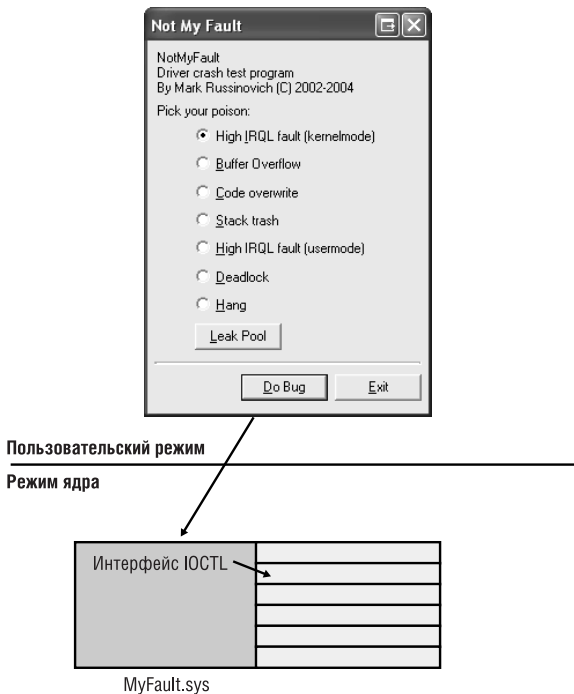 Not My Fault
NotMyFault
Driver crash test program
By Mark Russinovich (C) 2002-2004
Pick your poison:
High IRQL fault (kernelmode)
Buffer Overflow
Code overwrite
Stack trash
High IRQL fault (usermode)
Deadlock
Hang
Leak Pool
Do Bug
Exit
Пользовательский режим
Режим ядра
Интерфейс IOCTL
MyFault.sys